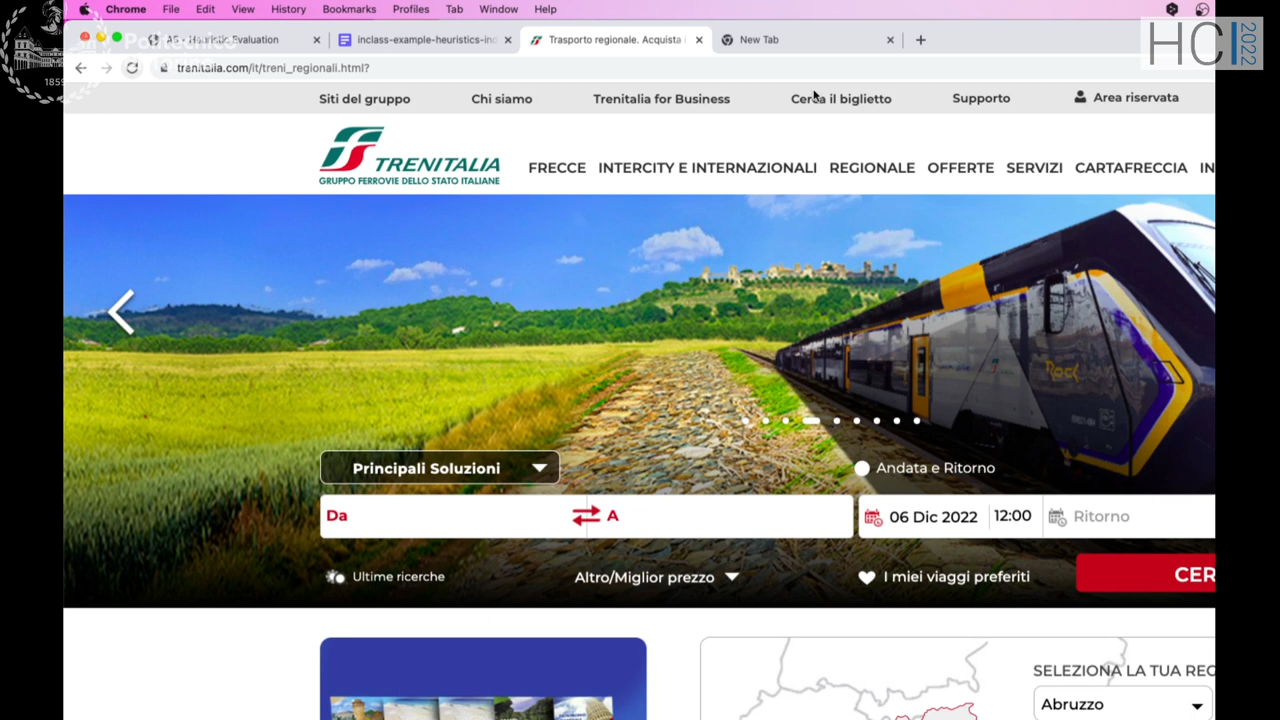 Chrome File Edit View History Bookmarks Profiles Tab Window Help
Evaluation
inclass-example-heuristics-ind
Trasporto regionale. Acquista i
New Tab
Politecnico
1859
HCI 2022
trenitalia.com/it/treni_regionali.html?
Siti del gruppo Chi siamo Trenitalia for Business Cerca il biglietto Supporto Area riservata
TRENITALIA
GRUPPO FERROVIE DELLO STATO ITALIANE
FRECCE INTERCITY E INTERNAZIONALI REGIONALE OFFERTE SERVIZI CARTAFRECCIA IN
Rock
Principali Soluzioni
Andata e Ritorno
Da A 06 Dic 2022 12:00 Ritorno
Ultime ricerche Altro/Miglior prezzo I miei viaggi preferiti CER
SELEZIONA LA TUA REG
Abruzzo